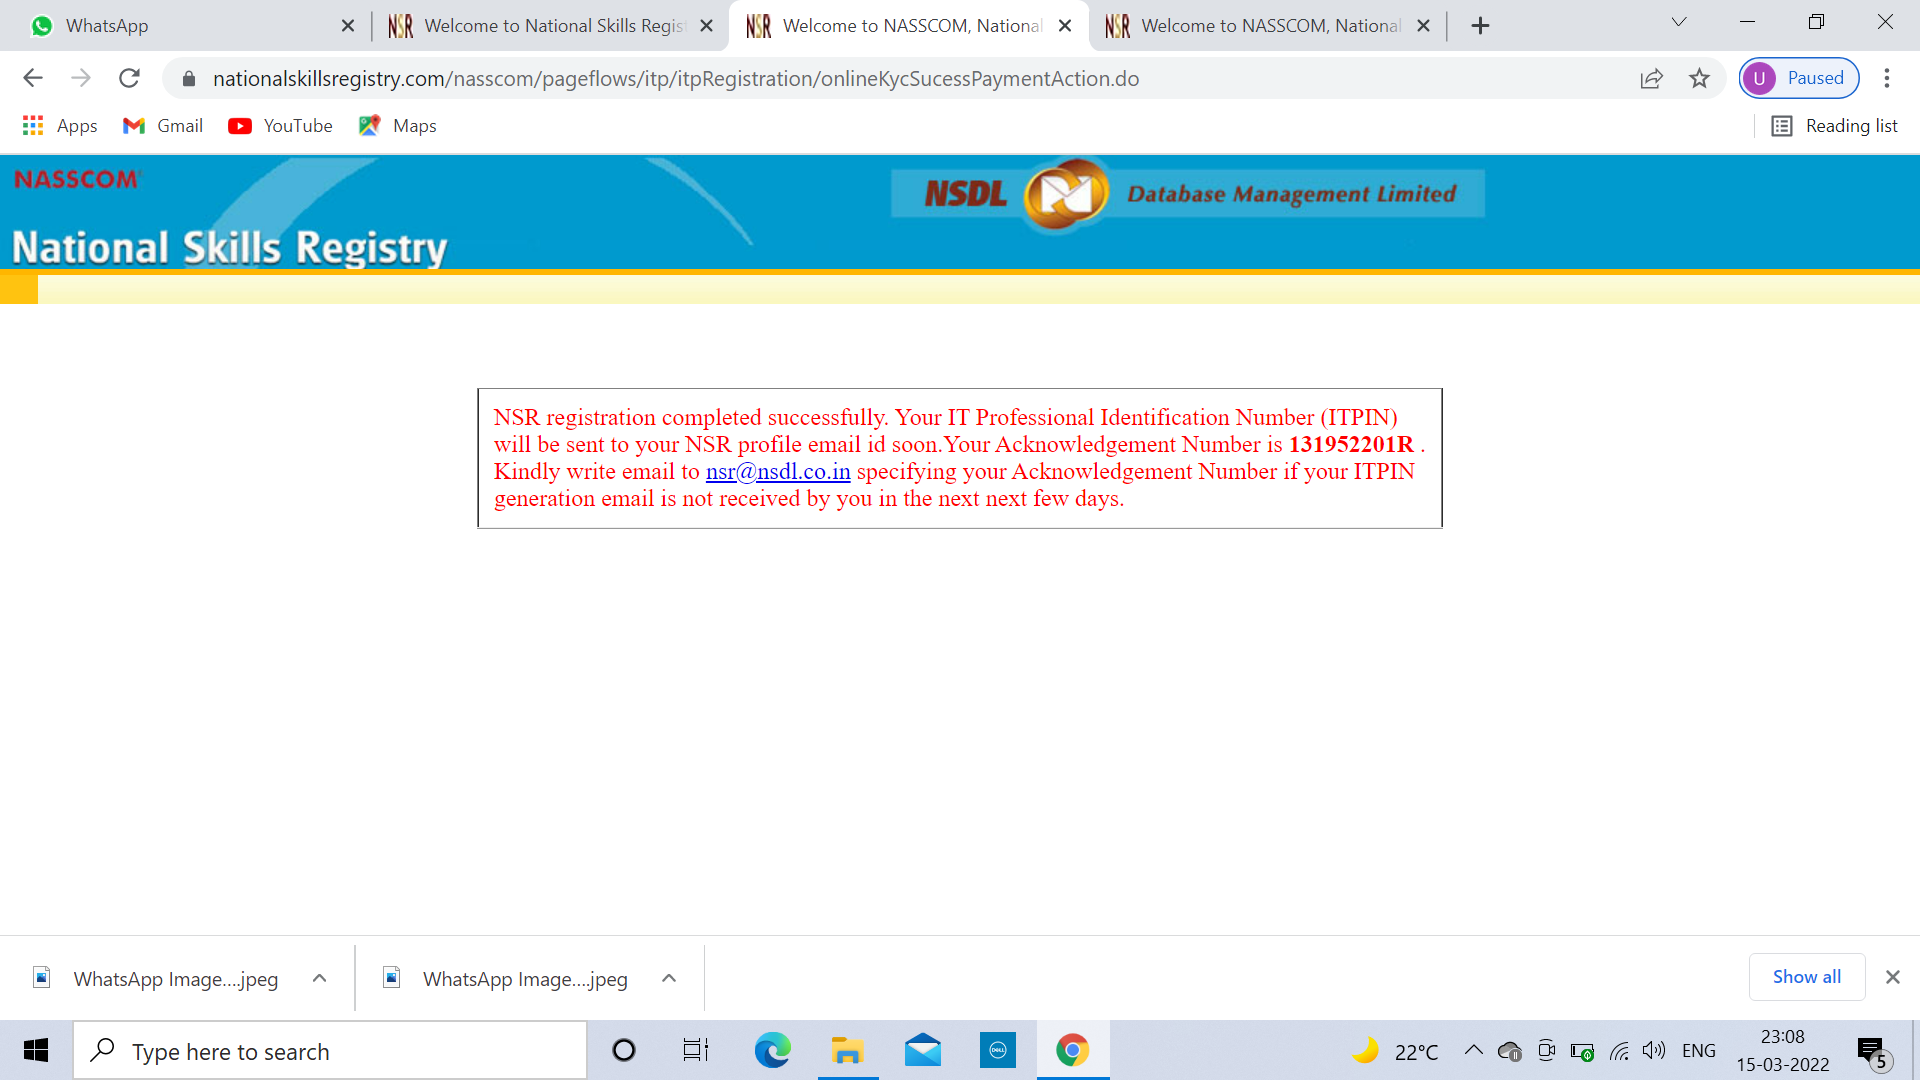 WhatsApp
Welcome to National Skills Regist
Welcome to NASSCOM, National
Welcome to NASSCOM, National
nationalskillsregistry.com/nasscom/pageflows/itp/itpRegistration/onlineKycSucessPaymentAction.do
U Paused
Apps Gmail YouTube Maps Reading list
NASSCOM
NSDL Database Management Limited
National Skills Registry
NSR registration completed successfully. Your IT Professional Identification Number (ITPIN)
will be sent to your NSR profile email id soon.Your Acknowledgement Number is 131952201R .
Kindly write email to nsr@nsdl.co.in specifying your Acknowledgement Number if your ITPIN
generation email is not received by you in the next next few days.
WhatsApp Image....jpeg
WhatsApp Image....jpeg
Show all
Type here to search
DELL
22°C
ENG
23:08
15-03-2022
5